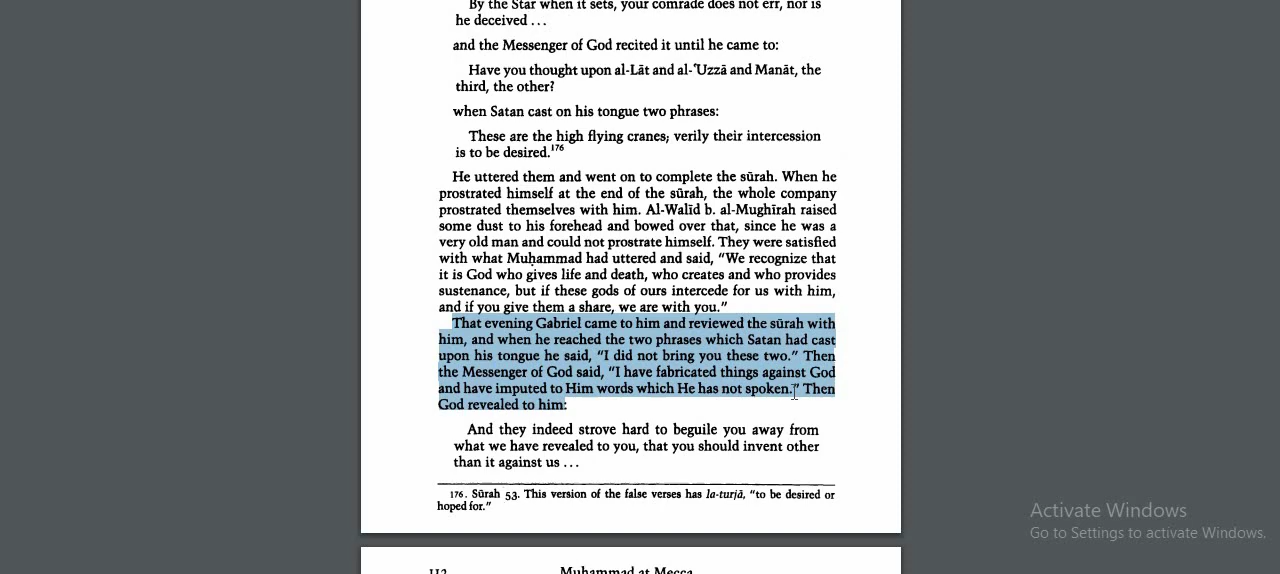 By the Star when it sets, your comrade does not err, nor is
he deceived ...
and the Messenger of God recited it until he came to:
Have you thought upon al-Lāt and al-ʿUzzā and Manāt, the
third, the other?
when Satan cast on his tongue two phrases:
These are the high flying cranes; verily their intercession
is to be desired.176
He uttered them and went on to complete the sūrah. When he
prostrated himself at the end of the sūrah, the whole company
prostrated themselves with him. Al-Walīd b. al-Mughīrah raised
some dust to his forehead and bowed over that, since he was a
very old man and could not prostrate himself. They were satisfied
with what Muḥammad had uttered and said, “We recognize that
it is God who gives life and death, who creates and who provides
sustenance, but if these gods of ours intercede for us with him,
and if you give them a share, we are with you.”
That evening Gabriel came to him and reviewed the sūrah with
him, and when he reached the two phrases which Satan had cast
upon his tongue he said, “I did not bring you these two.” Then
the Messenger of God said, “I have fabricated things against God
and have imputed to Him words which He has not spoken.” Then
God revealed to him:
And they indeed strove hard to beguile you away from
what we have revealed to you, that you should invent other
than it against us ...
176. Sūrah 53. This version of the false verses has la-turjā, “to be desired or
hoped for.”
Activate Windows
Go to Settings to activate Windows.
112 Muhammad at Mecca